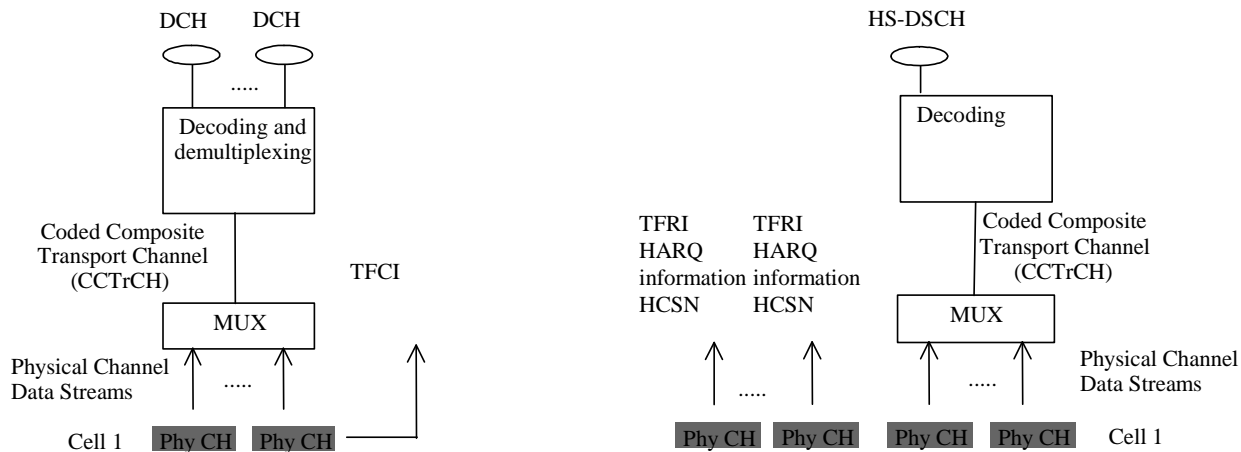 DCH DCH
.....
Decoding and
demultiplexing
Coded Composite
Transport Channel
(CCTrCH)
TFCI
MUX
Physical Channel
Data Streams
.....
Cell 1 Phy CH Phy CH
HS-DSCH
Decoding
TFRI TFRI
HARQ HARQ
information information
HCSN HCSN
Coded Composite
Transport Channel
(CCTrCH)
MUX
Physical Channel
Data Streams
..... .....
Phy CH Phy CH Phy CH Phy CH Cell 1